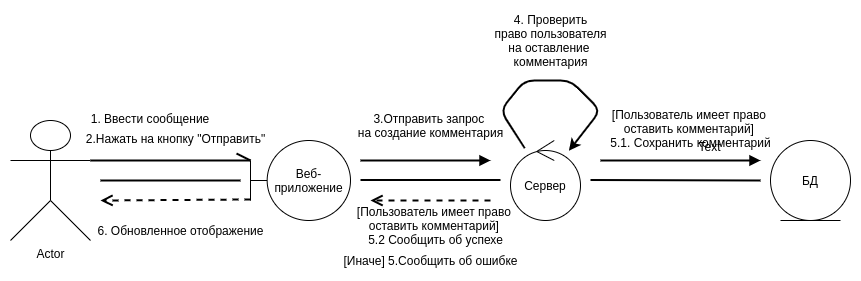 4. Проверить
право пользователя
на оставление
комментария
1. Ввести сообщение
2.Нажать на кнопку "Отправить"
3.Отправить запрос
на создание комментария
[Пользователь имеет право
оставить комментарий]
5.1. Сохранить комментарий
Text
Веб-
приложение
Сервер
БД
[Пользователь имеет право
оставить комментарий]
5.2 Сообщить об успехе
6. Обновленное отображение
Actor
[Иначе] 5.Сообщить об ошибке